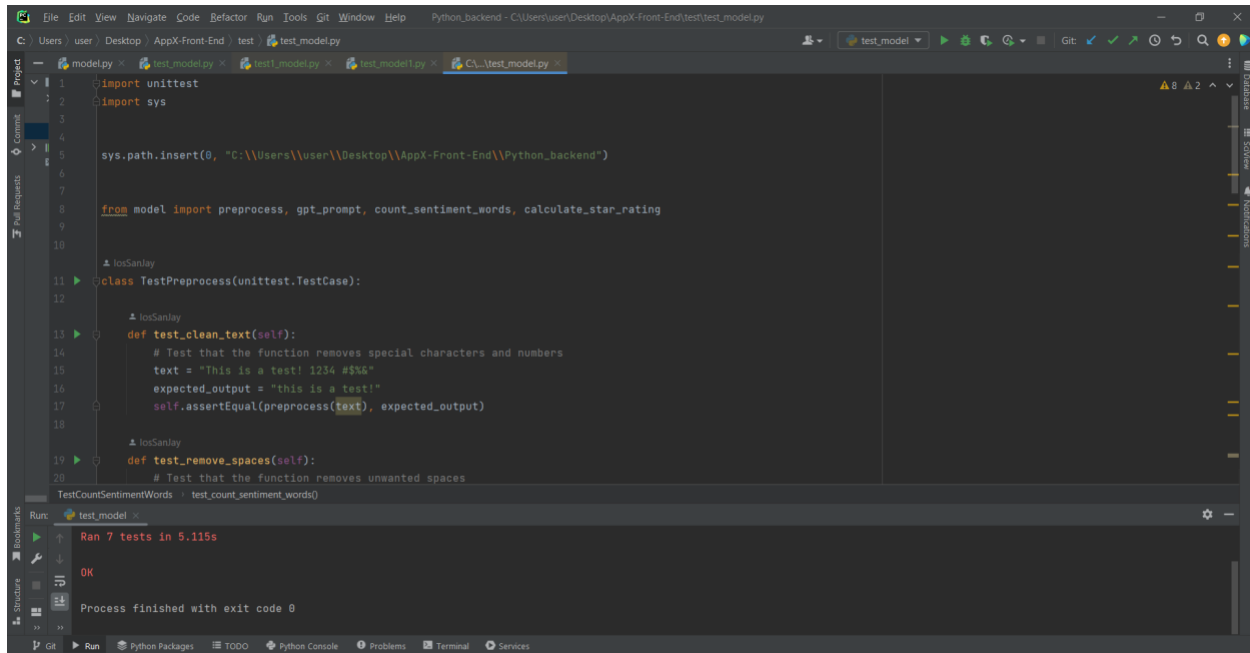 File Edit View Navigate Code Refactor Run Tools Git Window Help Python_backend - C:\Users\user\Desktop\AppX-Front-End\test\test_model.py
C: Users user Desktop AppX-Front-End test test_model.py test_model Git:
Project model.py test_model.py test1_model.py test_model1.py C:\...\test_model.py
1 import unittest 8 2
2 import sys
3
4
5 sys.path.insert(0, "C:\\Users\\user\\Desktop\\AppX-Front-End\\Python_backend")
6
7
8 from model import preprocess, gpt_prompt, count_sentiment_words, calculate_star_rating
9
10
IosSanJay
11 class TestPreprocess(unittest.TestCase):
12
IosSanJay
13 def test_clean_text(self):
14 # Test that the function removes special characters and numbers
15 text = "This is a test! 1234 #$%&"
16 expected_output = "this is a test!"
17 self.assertEqual(preprocess(text), expected_output)
18
IosSanJay
19 def test_remove_spaces(self):
20 # Test that the function removes unwanted spaces
TestCountSentimentWords test_count_sentiment_words()
Run: test_model
Ran 7 tests in 5.115s
OK
Process finished with exit code 0
Git Run Python Packages TODO Python Console Problems Terminal Services
Commit
Pull Requests
Bookmarks
Structure
Database
SciView
Notifications